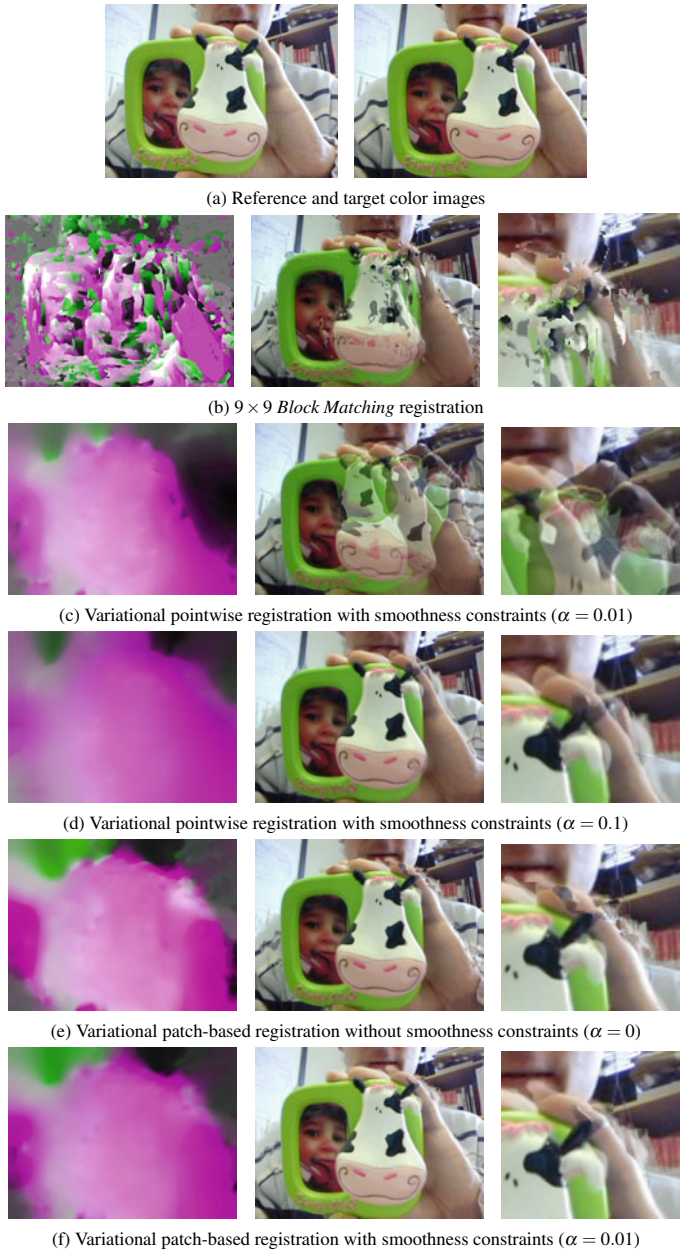 (a) Reference and target color images
(b) 9 × 9 Block Matching registration
(c) Variational pointwise registration with smoothness constraints (α = 0.01)
(d) Variational pointwise registration with smoothness constraints (α = 0.1)
(e) Variational patch-based registration without smoothness constraints (α = 0)
(f) Variational patch-based registration with smoothness constraints (α = 0.01)